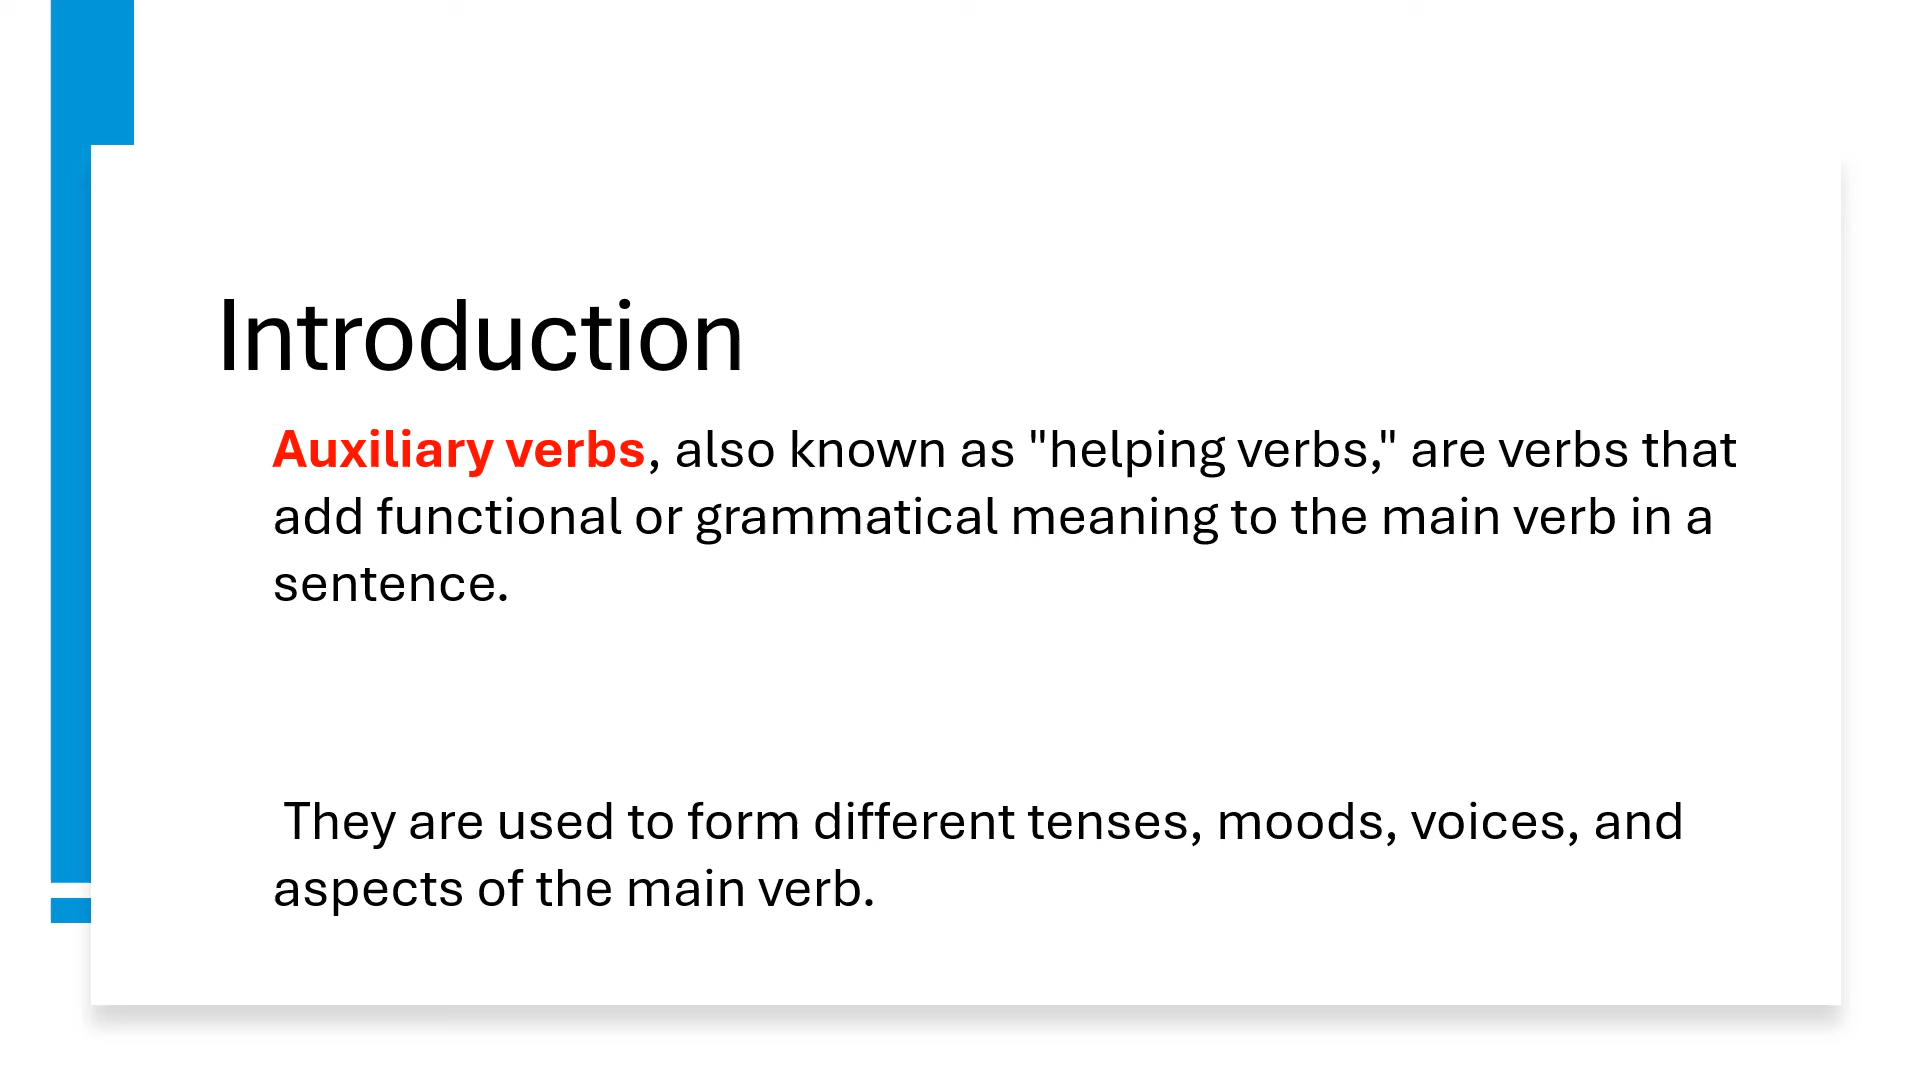 Introduction
Auxiliary verbs, also known as "helping verbs," are verbs that
add functional or grammatical meaning to the main verb in a
sentence.
They are used to form different tenses, moods, voices, and
aspects of the main verb.